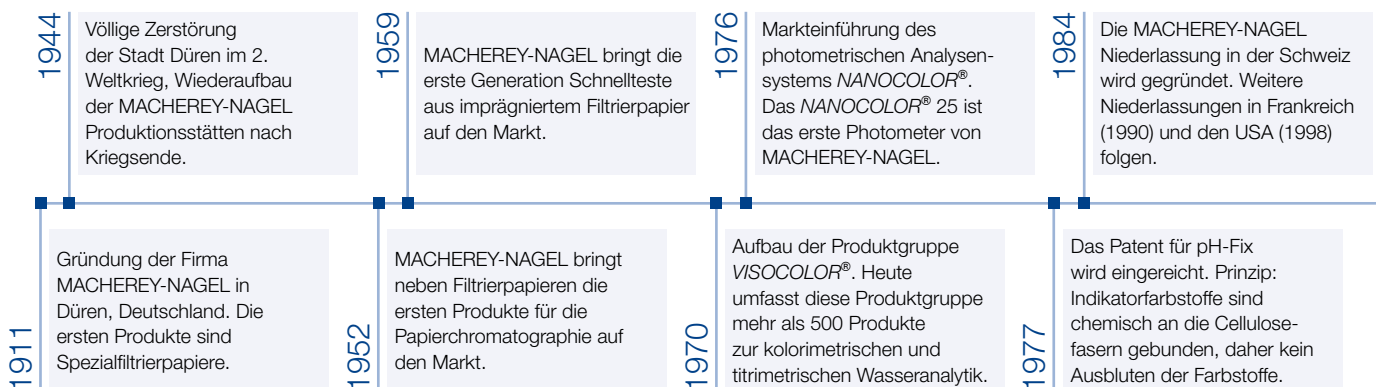 1944
Völlige Zerstörung
der Stadt Düren im 2.
Weltkrieg, Wiederaufbau
der MACHEREY-NAGEL
Produktionsstätten nach
Kriegsende.
1959
MACHEREY-NAGEL bringt die
erste Generation Schnellteste
aus imprägniertem Filtrierpapier
auf den Markt.
1976
Markteinführung des
photometrischen Analysen-
systems NANOCOLOR®.
Das NANOCOLOR® 25 ist
das erste Photometer von
MACHEREY-NAGEL.
1984
Die MACHEREY-NAGEL
Niederlassung in der Schweiz
wird gegründet. Weitere
Niederlassungen in Frankreich
(1990) und den USA (1998)
folgen.
1911
Gründung der Firma
MACHEREY-NAGEL in
Düren, Deutschland. Die
ersten Produkte sind
Spezialfiltrierpapiere.
1952
MACHEREY-NAGEL bringt
neben Filtrierpapieren die
ersten Produkte für die
Papierchromatographie auf
den Markt.
1970
Aufbau der Produktgruppe
VISOCOLOR®. Heute
umfasst diese Produktgruppe
mehr als 500 Produkte
zur kolorimetrischen und
titrimetrischen Wasseranalytik.
1977
Das Patent für pH-Fix
wird eingereicht. Prinzip:
Indikatorfarbstoffe sind
chemisch an die Cellulose-
fasern gebunden, daher kein
Ausbluten der Farbstoffe.